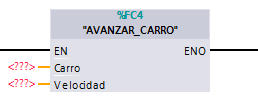 %FC4
"AVANZAR_CARRO"
EN ENO
<???> Carro
<???> Velocidad